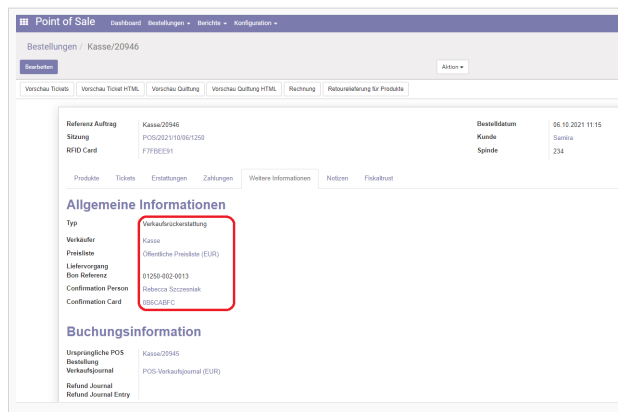 Point of Sale Dashboard Bestellungen Berichte Konfiguration
Bestellungen / Kasse/20946
Bearbeiten Aktion
Vorschau Tickets Vorschau Ticket HTML Vorschau Quittung Vorschau Quittung HTML Rechnung Retourelieferung für Produkte
Referenz Auftrag Kasse/20946 Bestelldatum 06.10.2021 11:15
Sitzung POS/2021/10/06/1250 Kunde Samira
RFID Card F7FBEE91 Spinde 234
Produkte Tickets Erstattungen Zahlungen Weitere Informationen Notizen Fiskaltrust
Allgemeine Informationen
Typ Verkaufsrückerstattung
Verkäufer Kasse
Preisliste Öffentliche Preisliste (EUR)
Liefervorgang
Bon Referenz 01250-002-0013
Confirmation Person Rebecca Szczesniak
Confirmation Card 0B6CABFC
Buchungsinformation
Ursprüngliche POS Kasse/20945
Bestellung
Verkaufsjournal POS-Verkaufsjournal (EUR)
Refund Journal
Refund Journal Entry